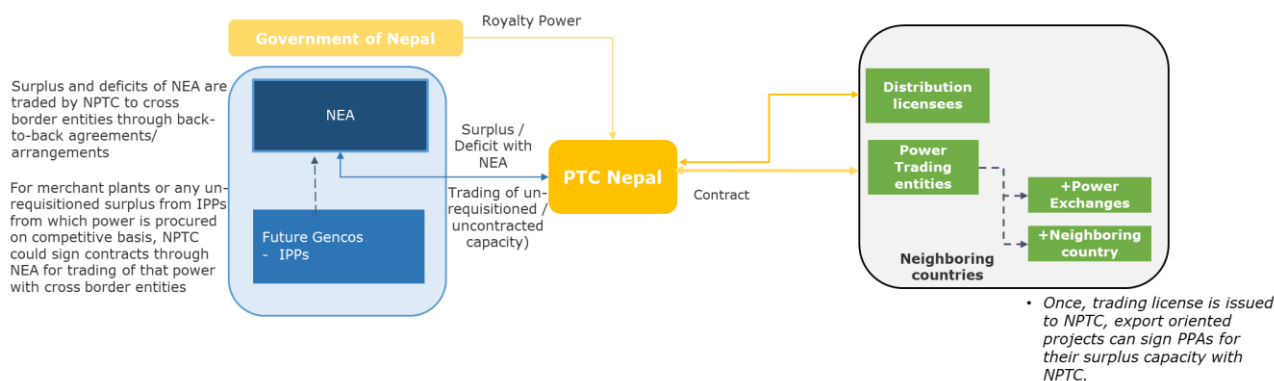 Royalty Power
Government of Nepal
Surplus and deficits of NEA are
traded by NPTC to cross
border entities through back-
to-back agreements/
arrangements
For merchant plants or any un-
requisitioned surplus from IPPs
from which power is procured
on competitive basis, NPTC
could sign contracts through
NEA for trading of that power
with cross border entities
NEA
Future Gencos
- IPPs
Surplus /
Deficit with
NEA
Trading of un-
requisitioned /
uncontracted
capacity)
PTC Nepal
Contract
Distribution
licensees
Power
Trading
entities
+Power
Exchanges
+Neighboring
country
Neighboring
countries
• Once, trading license is issued
to NPTC, export oriented
projects can sign PPAs for
their surplus capacity with
NPTC.